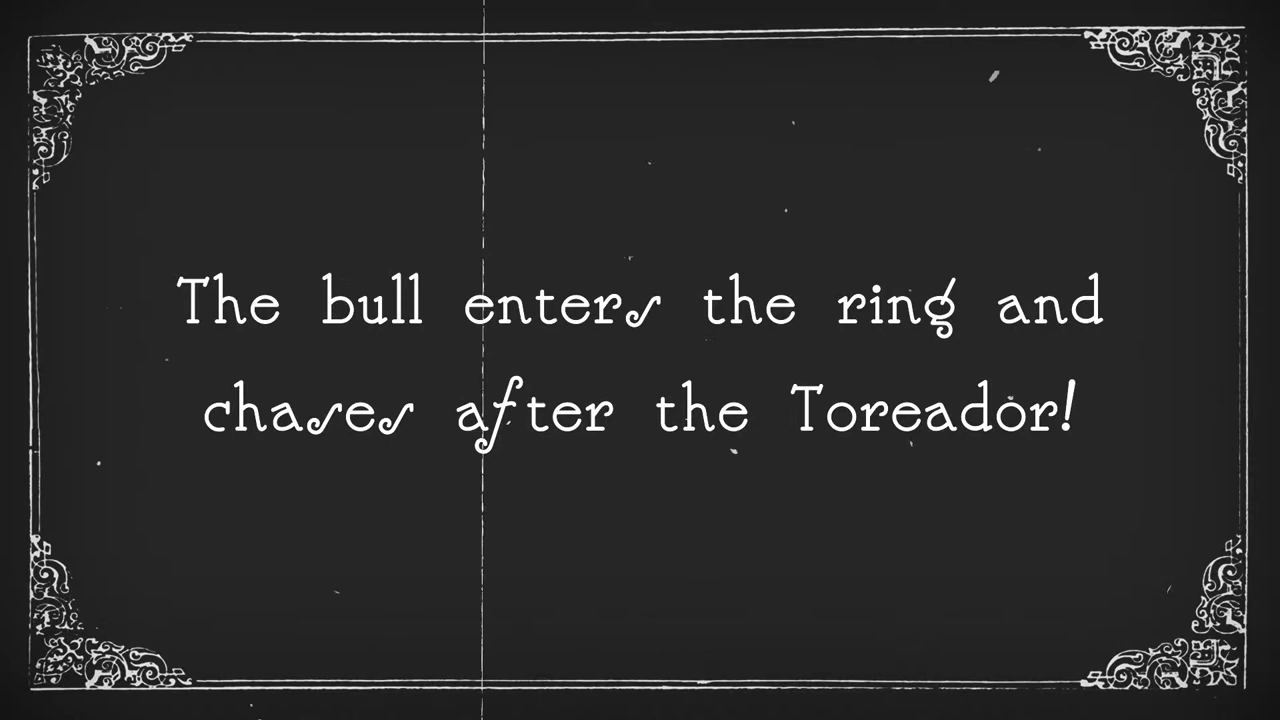 The bull enters the ring and
chases after the Toreador!